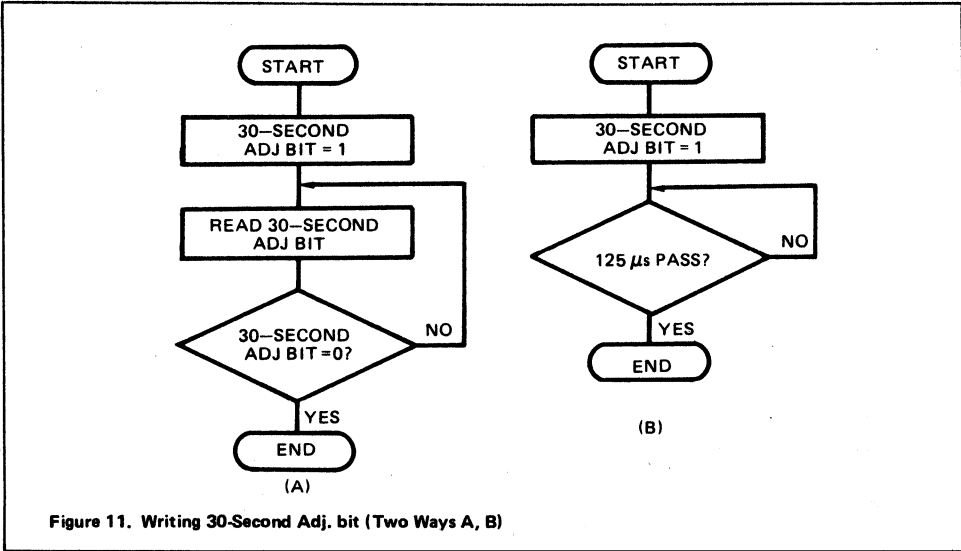 START
30—SECOND
ADJ BIT = 1
READ 30—SECOND
ADJ BIT
30—SECOND
ADJ BIT =0?
NO
YES
END
(A)
START
30—SECOND
ADJ BIT = 1
125 μs PASS?
NO
YES
END
(B)
Figure 11. Writing 30-Second Adj. bit (Two Ways A, B)